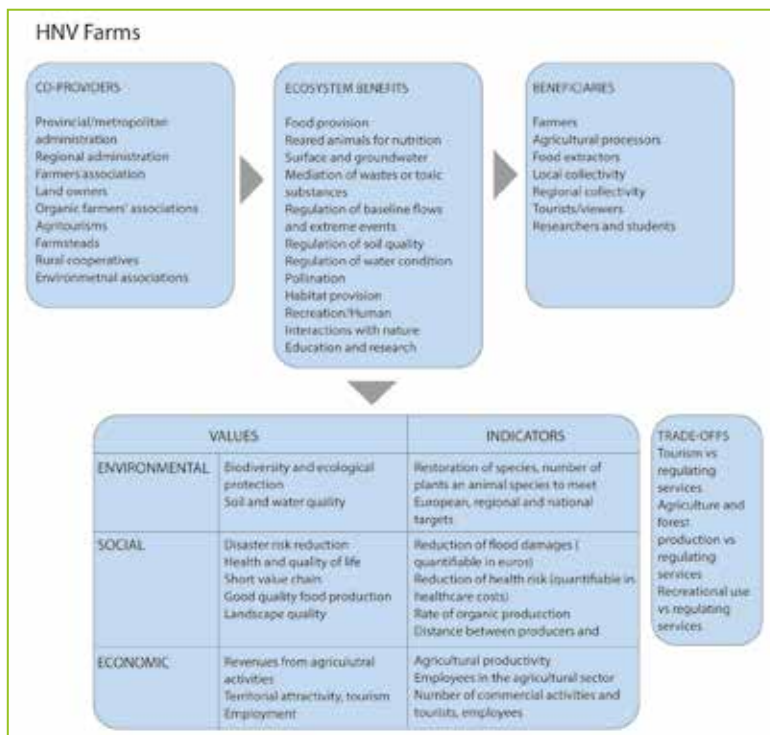 HNV Farms
CO-PROVIDERS
Provincial/metropolitan
administration
Regional administration
Farmers'association
Land owners
Organic farmers' associations
Agritourisms
Farmsteads
Rural cooperatives
Environmetnal associations
ECOSYSTEM BENEFITS
Food provision
Reared animals for nutrition
Surface and groundwater
Mediation of wastes or toxic
substances
Regulation of baseline flows
and extreme events
Regulation of soil quality
Regulation of water condition
Pollination
Habitat provision
Recreation/Human
Interactions with nature
Education and research
BENEFICIARIES
Farmers
Agricultural processors
Food extractors
Local collectivity
Regional collectivity
Tourists/viewers
Researchers and students
VALUES
INDICATORS
ENVIRONMENTAL
Biodiversity and ecological
protection
Soil and water quality
Restoration of species, number of
plants an animal species to meet
European, regional and national
targets
SOCIAL
Disaster risk reduction
Health and quality of life
Short value chain
Good quality food production
Landscape quality
Reduction of flood damages (
quantifiable in euros)
Reduction of health risk (quantifiable in
healthcare costs)
Rate of organic producction
Distance between producers and
ECONOMIC
Revenues from agriculutral
activities
Territorial attractivity, tourism
Employment
Agricultural productivity
Employees in the agricultural sector
Number of commercial activities and
tourists, employees
TRADE-OFFS
Tourism vs
regulating
services
Agriculture and
forest
production vs
regulating
services
Recreational use
vs regulating
services